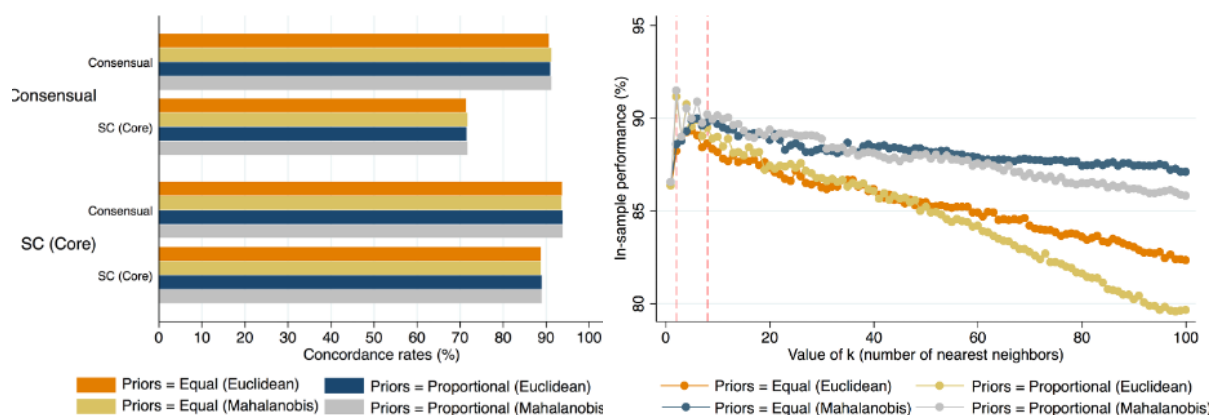 Consensual
Consensual
SC (Core)
Consensual
SC (Core)
SC (Core)
0 10 20 30 40 50 60 70 80 90 100
Concordance rates (%)
Priors = Equal (Euclidean)
Priors = Proportional (Euclidean)
Priors = Equal (Mahalanobis)
Priors = Proportional (Mahalanobis)
In-sample performance (%)
95
90
85
80
0 20 40 60 80 100
Value of k (number of nearest neighbors)
Priors = Equal (Euclidean)
Priors = Proportional (Euclidean)
Priors = Equal (Mahalanobis)
Priors = Proportional (Mahalanobis)